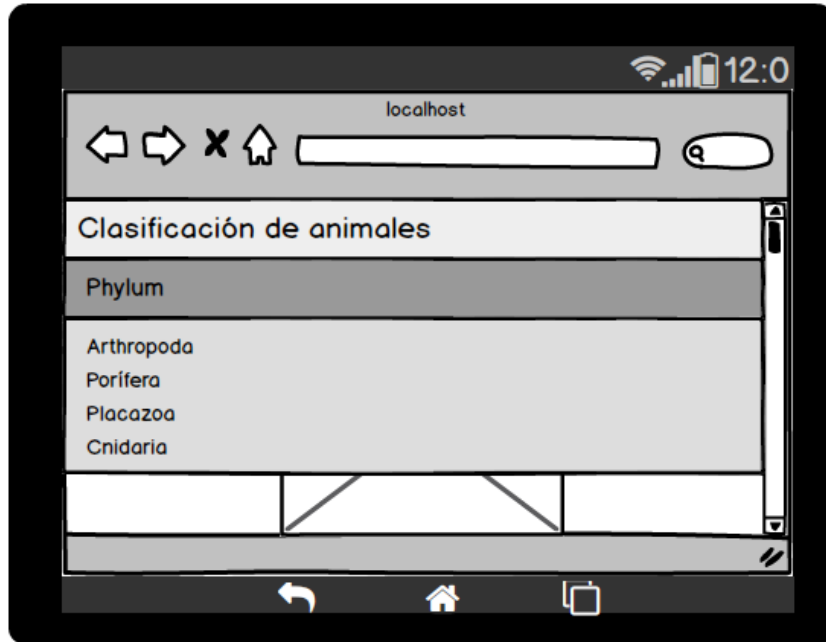 12:0
localhost
Clasificación de animales
Phylum
Arthropoda
Porífera
Placazoa
Cnidaria